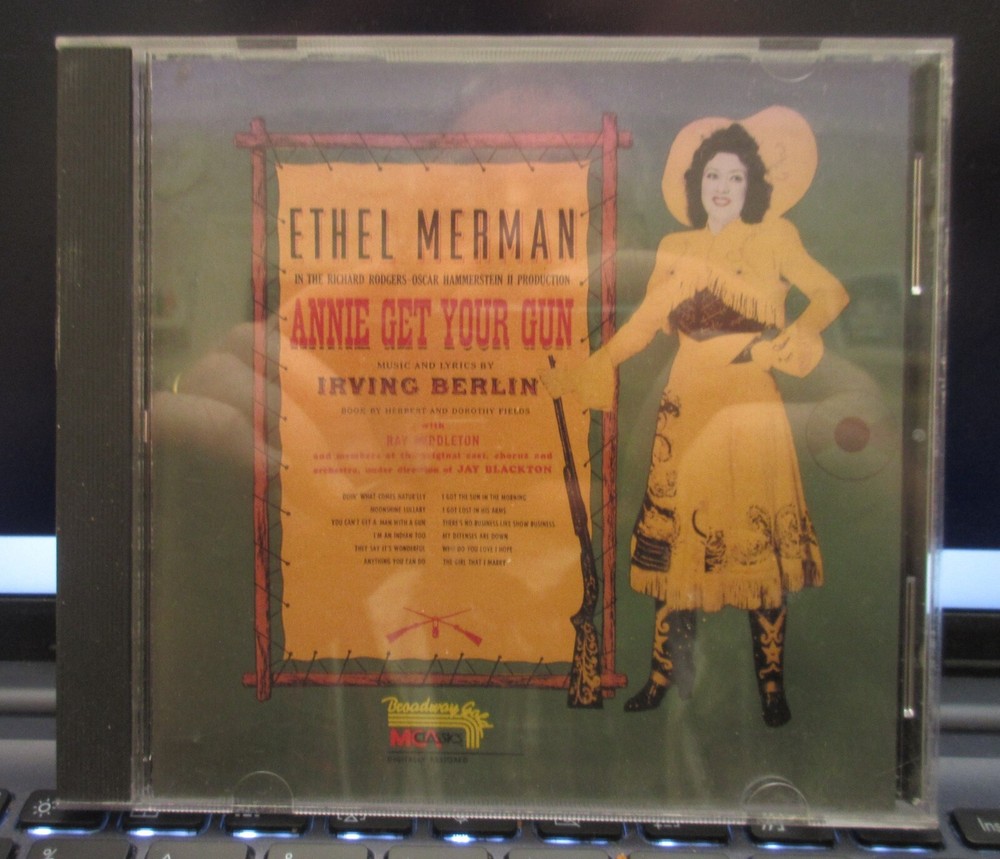 ETHEL MERMAN
IN THE RICHARD RODGERS-OSCAR HAMMERSTEIN II PRODUCTION
ANNIE GET YOUR GUN
MUSIC AND LYRICS BY
IRVING BERLIN
BOOK BY HERBERT AND DOROTHY FIELDS
with
RAY MIDDLETON
and members of the original cast, chorus and
orchestra, under direction of JAY BLACKTON
DOIN' WHAT COMES NATUR'LLY
MOONSHINE LULLABY
YOU CAN'T GET A MAN WITH A GUN
I'M AN INDIAN TOO
THEY SAY IT'S WONDERFUL
ANYTHING YOU CAN DO
I GOT THE SUN IN THE MORNING
I GOT LOST IN HIS ARMS
THERE'S NO BUSINESS LIKE SHOW BUSINESS
MY DEFENSES ARE DOWN
WHO DO YOU LOVE I HOPE
THE GIRL THAT I MARRY
Broadway Gold
MCA
Ins